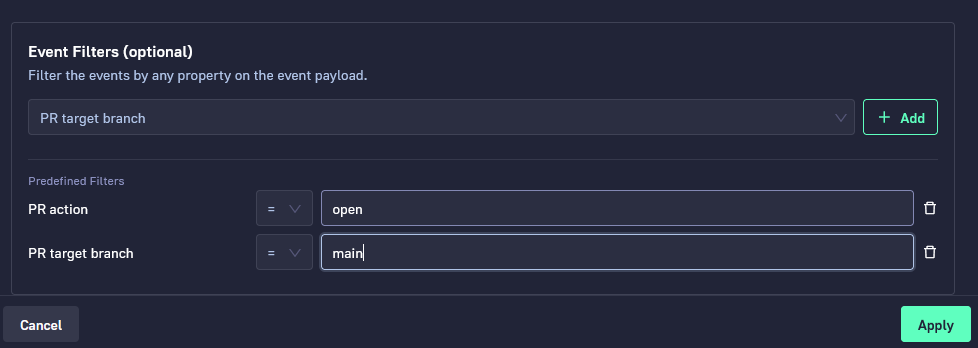 Event Filters (optional)
Filter the events by any property on the event payload.
PR target branch
+ Add
Predefined Filters
PR action = open
PR target branch = main
Cancel Apply